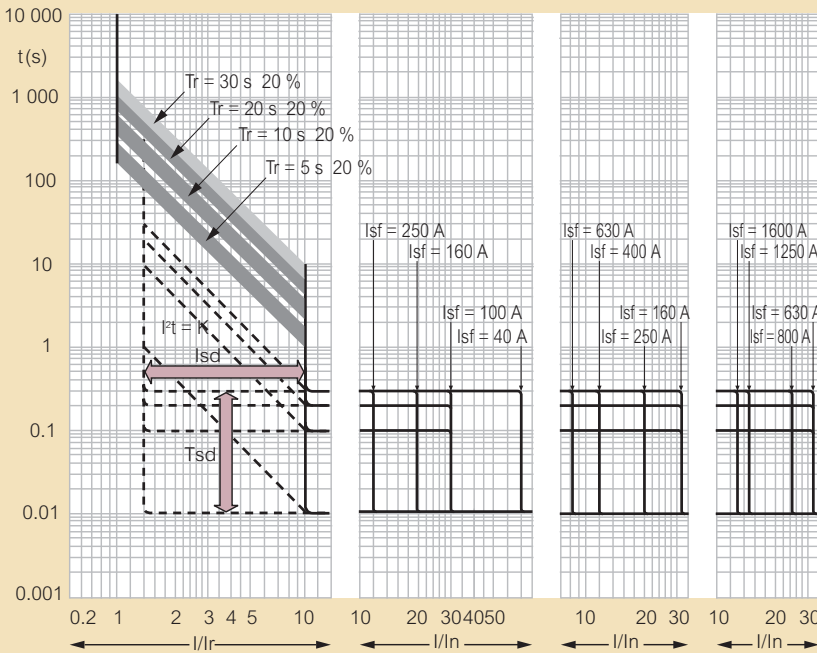 10 000
t(s)
1 000
100
10
1
0.1
0.01
0.001
Tr = 30 s 20 %
Tr = 20 s 20 %
Tr = 10 s 20 %
Tr = 5 s 20 %
I²t = K
Isd
Tsd
0.2 1 2 3 4 5 10
I/Ir
Isf = 250 A
Isf = 160 A
Isf = 100 A
Isf = 40 A
10 20 30 40 50
I/In
Isf = 630 A
Isf = 400 A
Isf = 160 A
Isf = 250 A
10 20 30
I/In
Isf = 1600 A
Isf = 1250 A
Isf = 630 A
Isf = 800 A
10 20 30
I/In